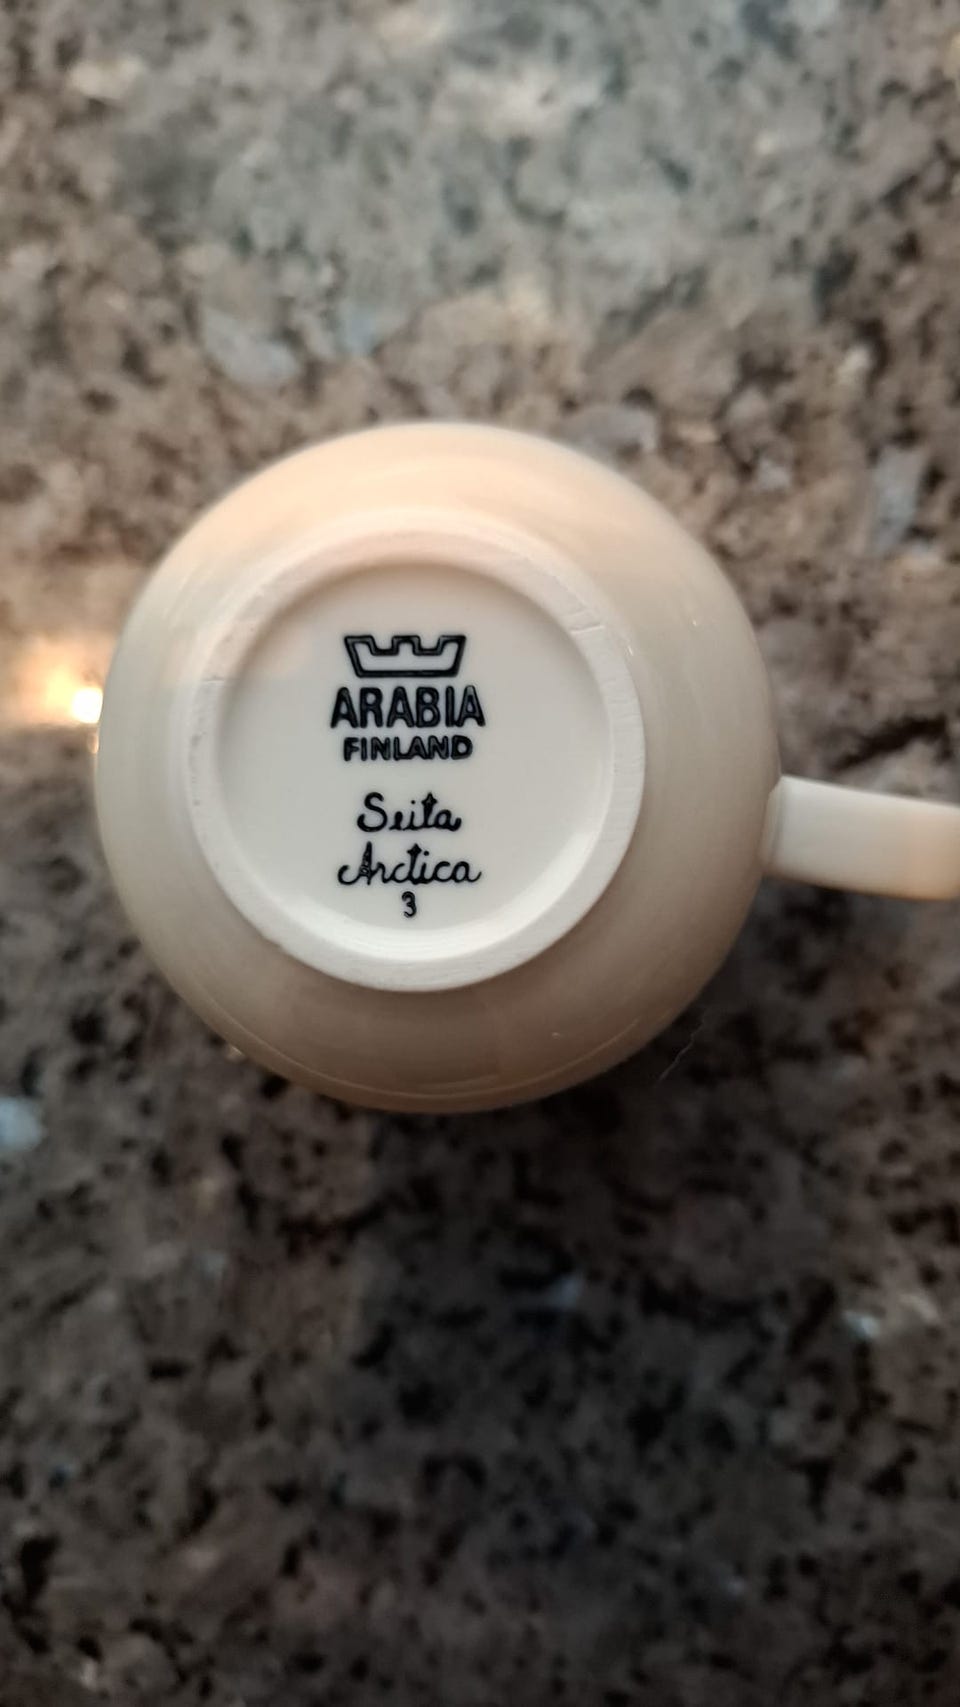 ARABIA
FINLAND
Seita
Arctica
3